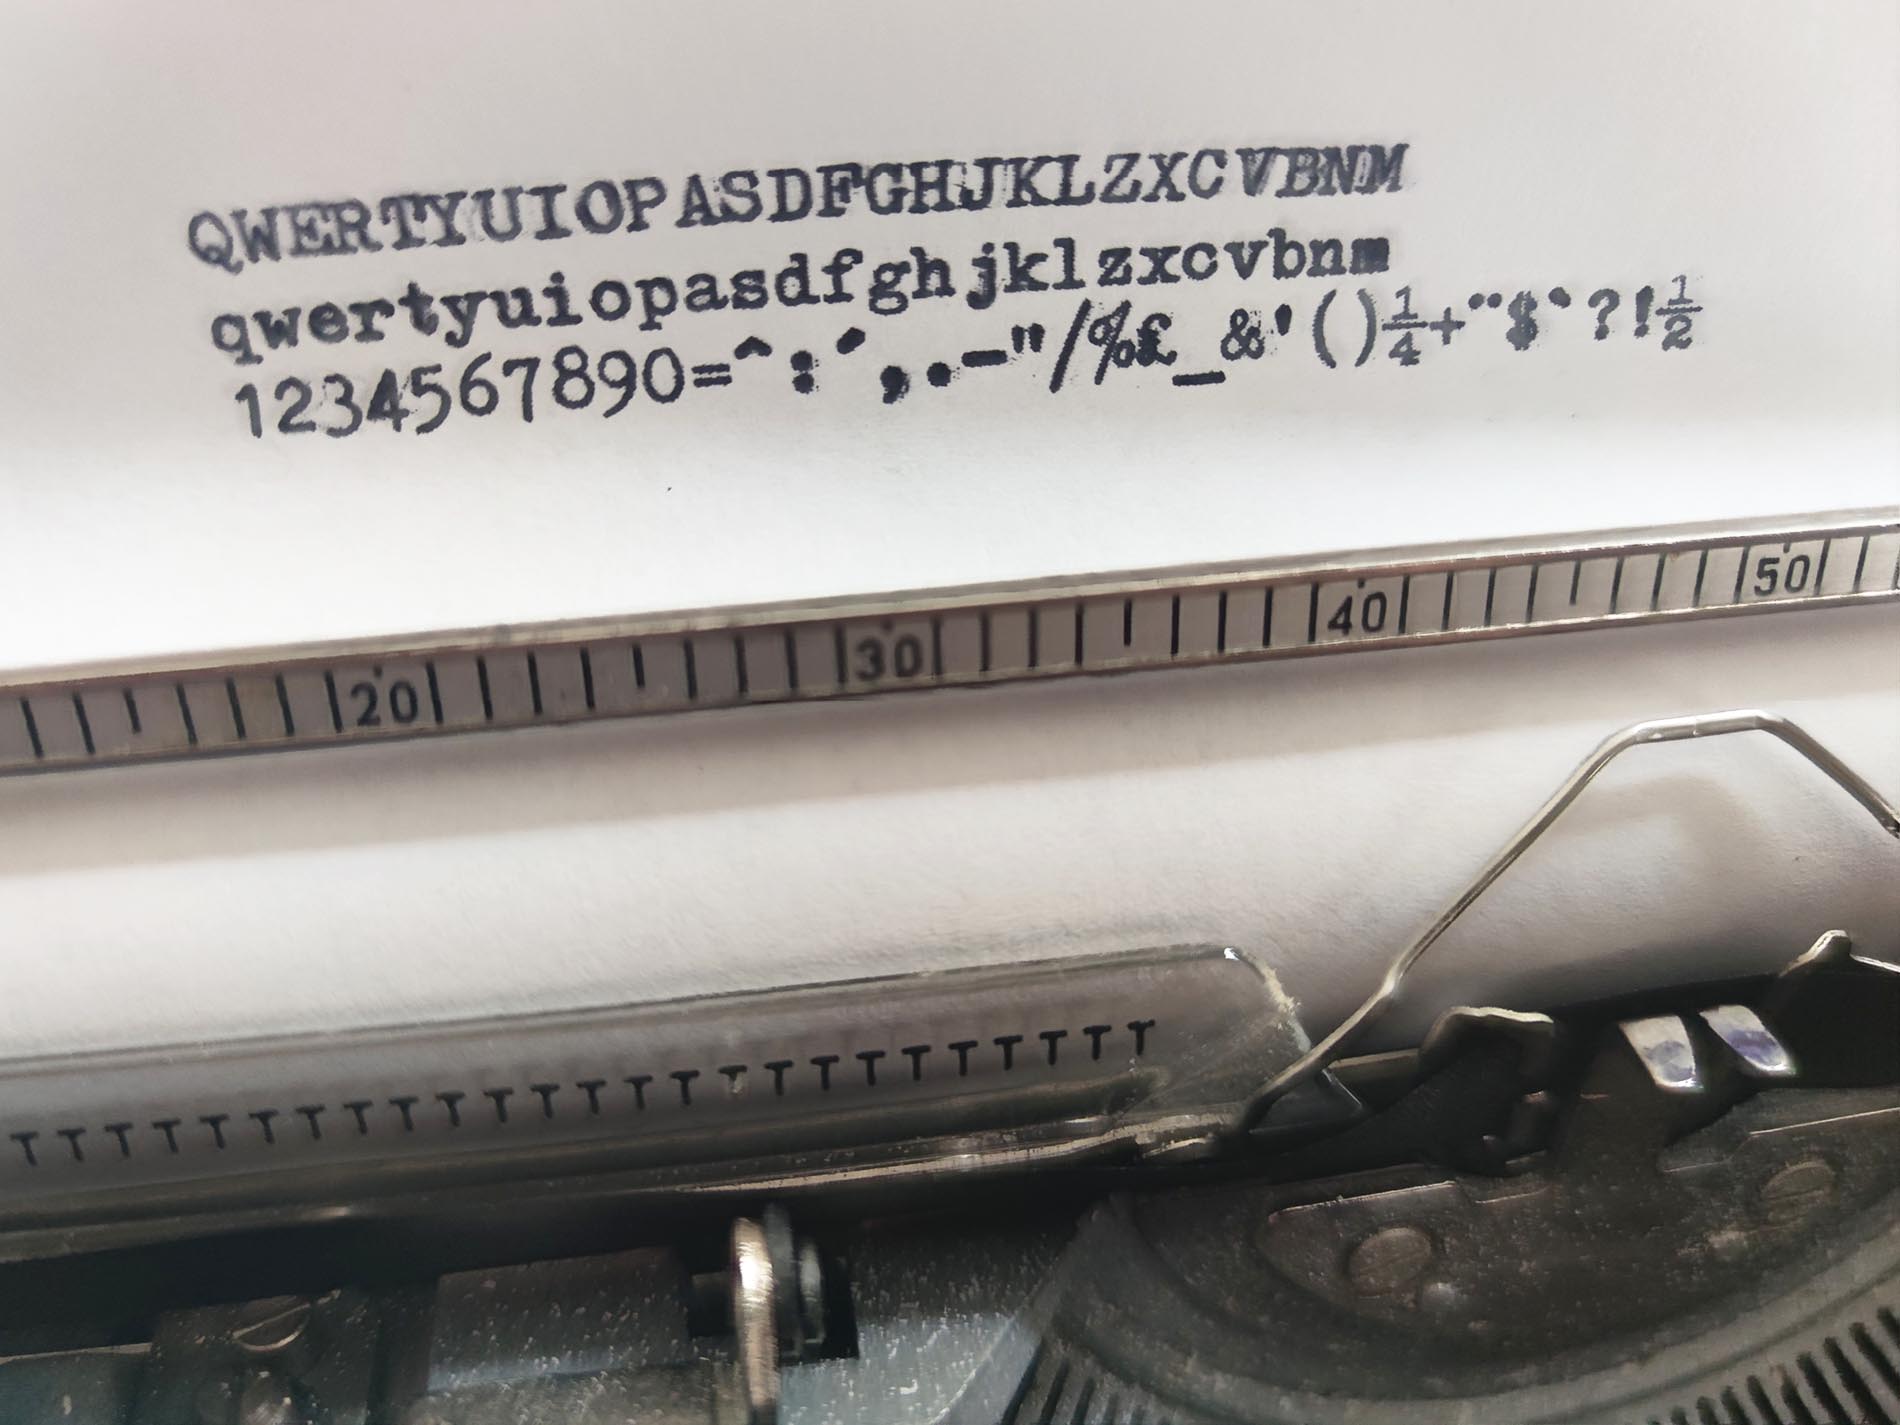 QWERTYUIOPASDFGHJKLZXCVBNM
qwertyuiopasdfghjklzxcvbnm
1234567890=^:´,.-"/%£_&'()¼+¨$`?!½
20 30 40 50